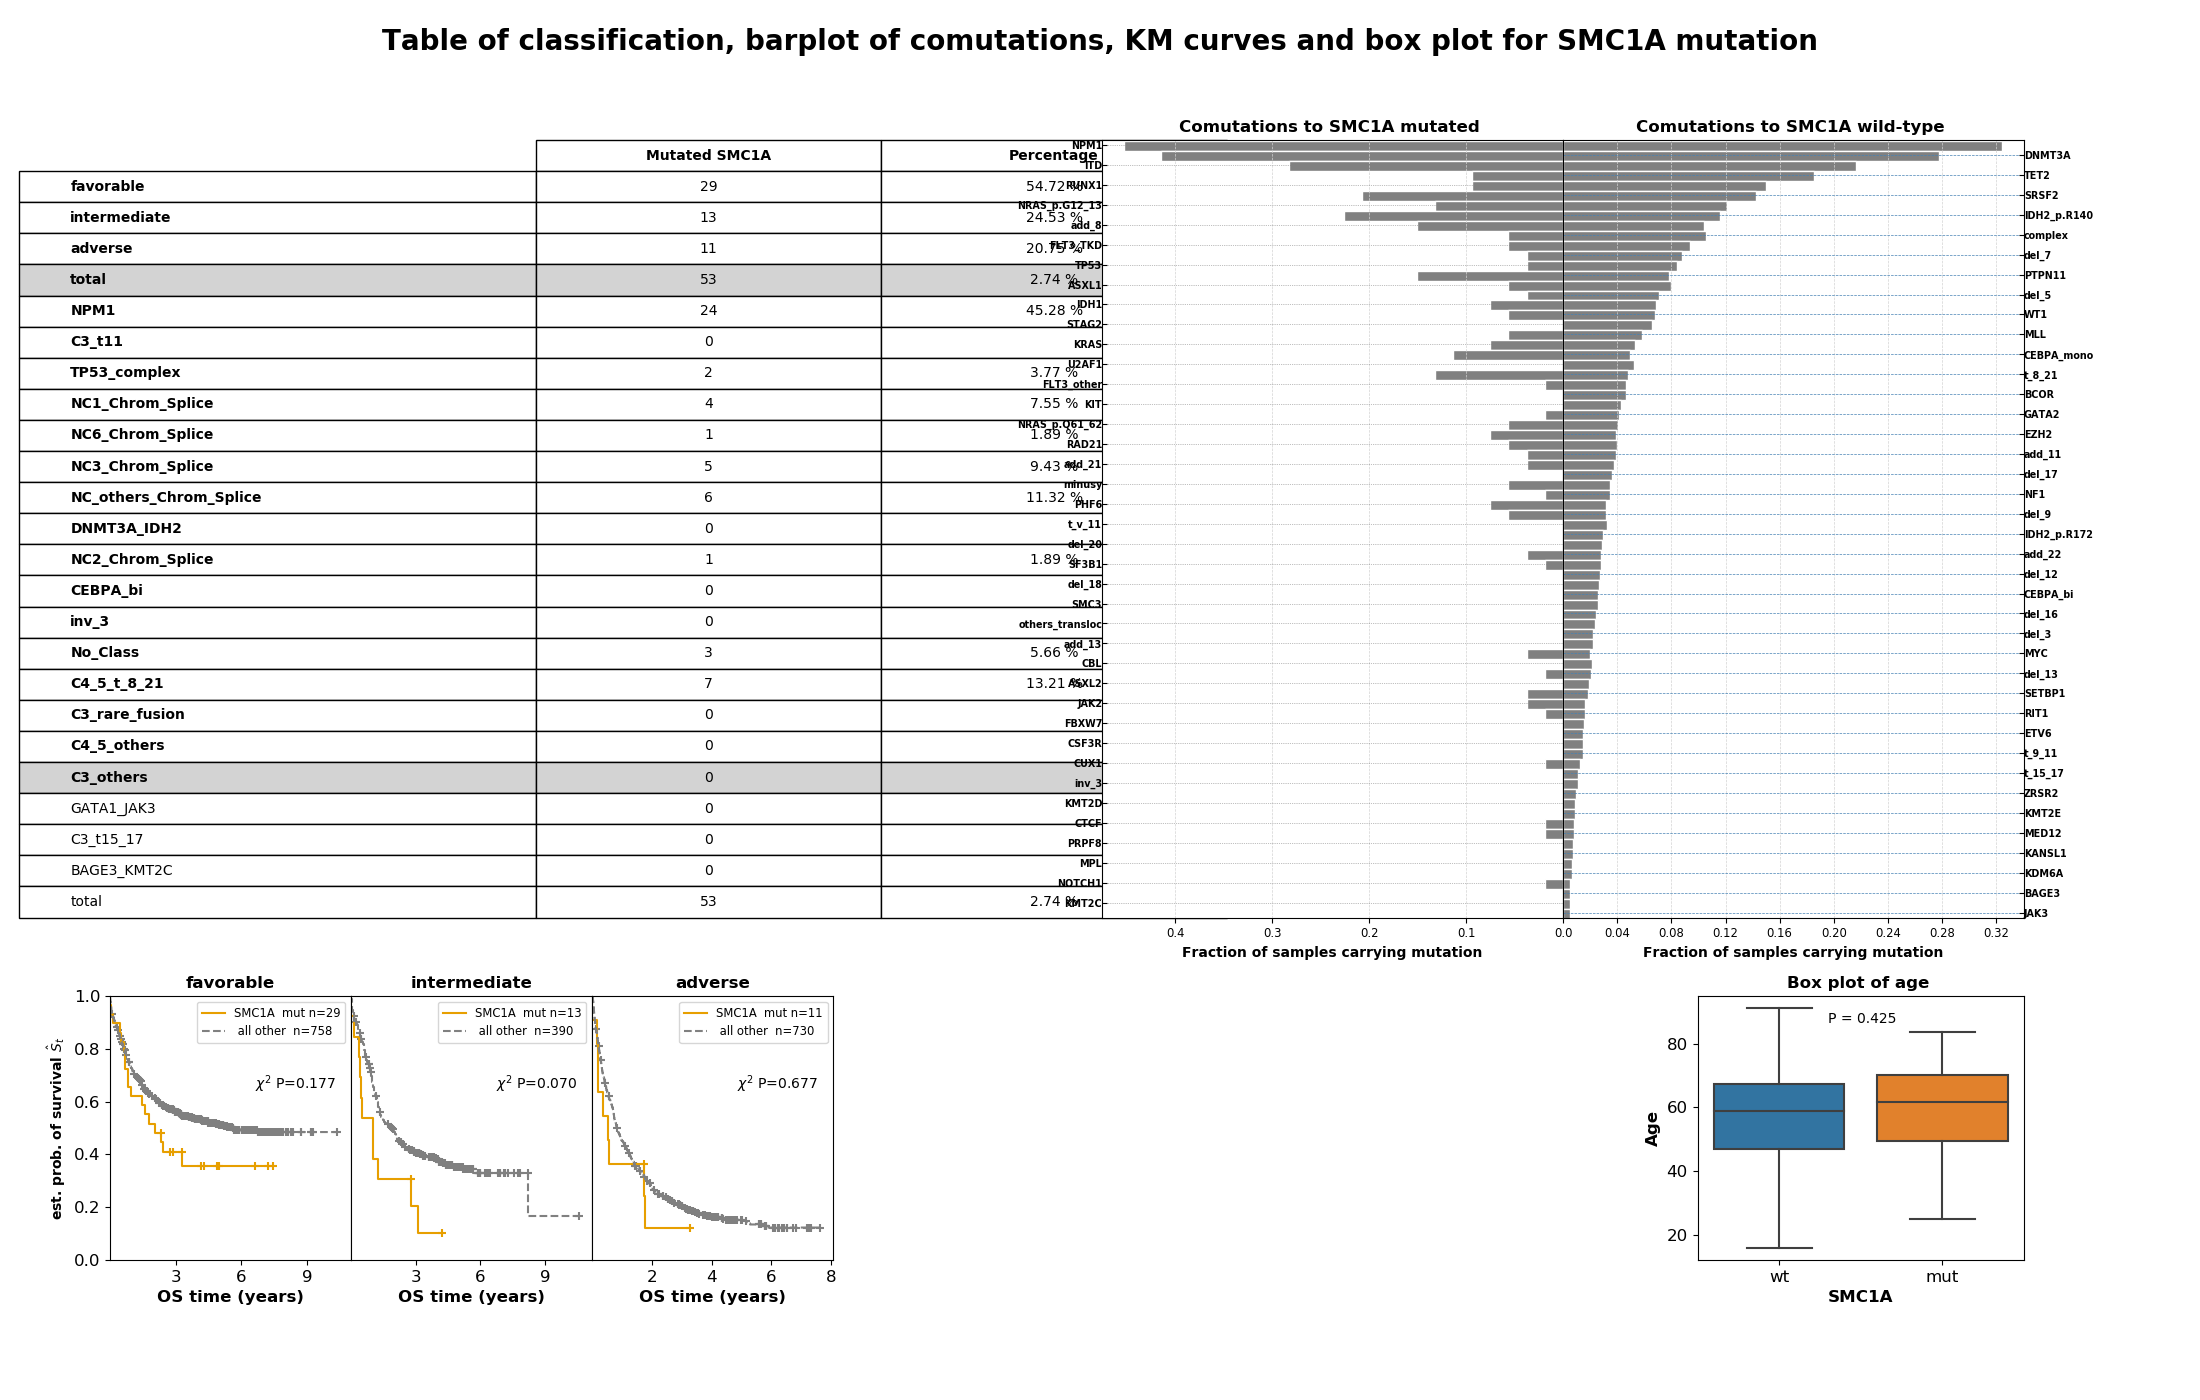 Table of classification, barplot of comutations, KM curves and box plot for SMC1A mutation
Mutated SMC1A Percentage
favorable 29 54.72 %
intermediate 13 24.53 %
adverse 11 20.75 %
total 53 2.74 %
NPM1 24 45.28 %
C3_t11 0
TP53_complex 2 3.77 %
NC1_Chrom_Splice 4 7.55 %
NC6_Chrom_Splice 1 1.89 %
NC3_Chrom_Splice 5 9.43 %
NC_others_Chrom_Splice 6 11.32 %
DNMT3A_IDH2 0
NC2_Chrom_Splice 1 1.89 %
CEBPA_bi 0
inv_3 0
No_Class 3 5.66 %
C4_5_t_8_21 7 13.21 %
C3_rare_fusion 0
C4_5_others 0
C3_others 0
GATA1_JAK3 0
C3_t15_17 0
BAGE3_KMT2C 0
total 53 2.74 %
Comutations to SMC1A mutated
NPM1
ITD
RUNX1
NRAS_p.G12_13
add_8
FLT3_TKD
TP53
ASXL1
IDH1
STAG2
KRAS
U2AF1
FLT3_other
KIT
NRAS_p.Q61_62
RAD21
add_21
minusy
PHF6
t_v_11
del_20
SF3B1
del_18
SMC3
others_transloc
add_13
CBL
ASXL2
JAK2
FBXW7
CSF3R
CUX1
inv_3
KMT2D
CTCF
PRPF8
MPL
NOTCH1
KMT2C
0.4 0.3 0.2 0.1
Fraction of samples carrying mutation
Comutations to SMC1A wild-type
DNMT3A
TET2
SRSF2
IDH2_p.R140
complex
del_7
PTPN11
del_5
WT1
MLL
CEBPA_mono
t_8_21
BCOR
GATA2
EZH2
add_11
del_17
NF1
del_9
IDH2_p.R172
add_22
del_12
CEBPA_bi
del_16
del_3
MYC
del_13
SETBP1
RIT1
ETV6
t_9_11
t_15_17
ZRSR2
KMT2E
MED12
KANSL1
KDM6A
BAGE3
JAK3
0.0 0.04 0.08 0.12 0.16 0.20 0.24 0.28 0.32
Fraction of samples carrying mutation
est. prob. of survival Ŝt
1.0
0.8
0.6
0.4
0.2
0.0
favorable
SMC1A mut n=29
all other n=758
χ² P=0.177
3 6 9
OS time (years)
intermediate
SMC1A mut n=13
all other n=390
χ² P=0.070
3 6 9
OS time (years)
adverse
SMC1A mut n=11
all other n=730
χ² P=0.677
2 4 6 8
OS time (years)
Box plot of age
P = 0.425
Age
80
60
40
20
wt mut
SMC1A